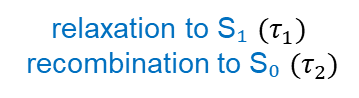 relaxation to S₁ (τ₁)
recombination to S₀ (τ₂)